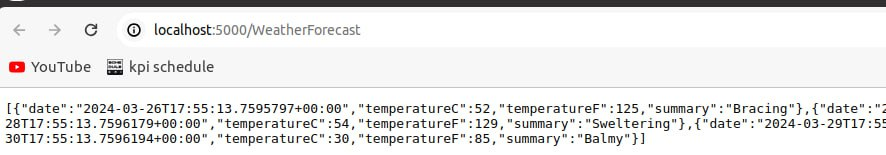 localhost:5000/WeatherForecast
YouTube kpi schedule
[{"date":"2024-03-26T17:55:13.7595797+00:00","temperatureC":52,"temperatureF":125,"summary":"Bracing"},{"date":"2
28T17:55:13.7596179+00:00","temperatureC":54,"temperatureF":129,"summary":"Sweltering"},{"date":"2024-03-29T17:55
30T17:55:13.7596194+00:00","temperatureC":30,"temperatureF":85,"summary":"Balmy"}]